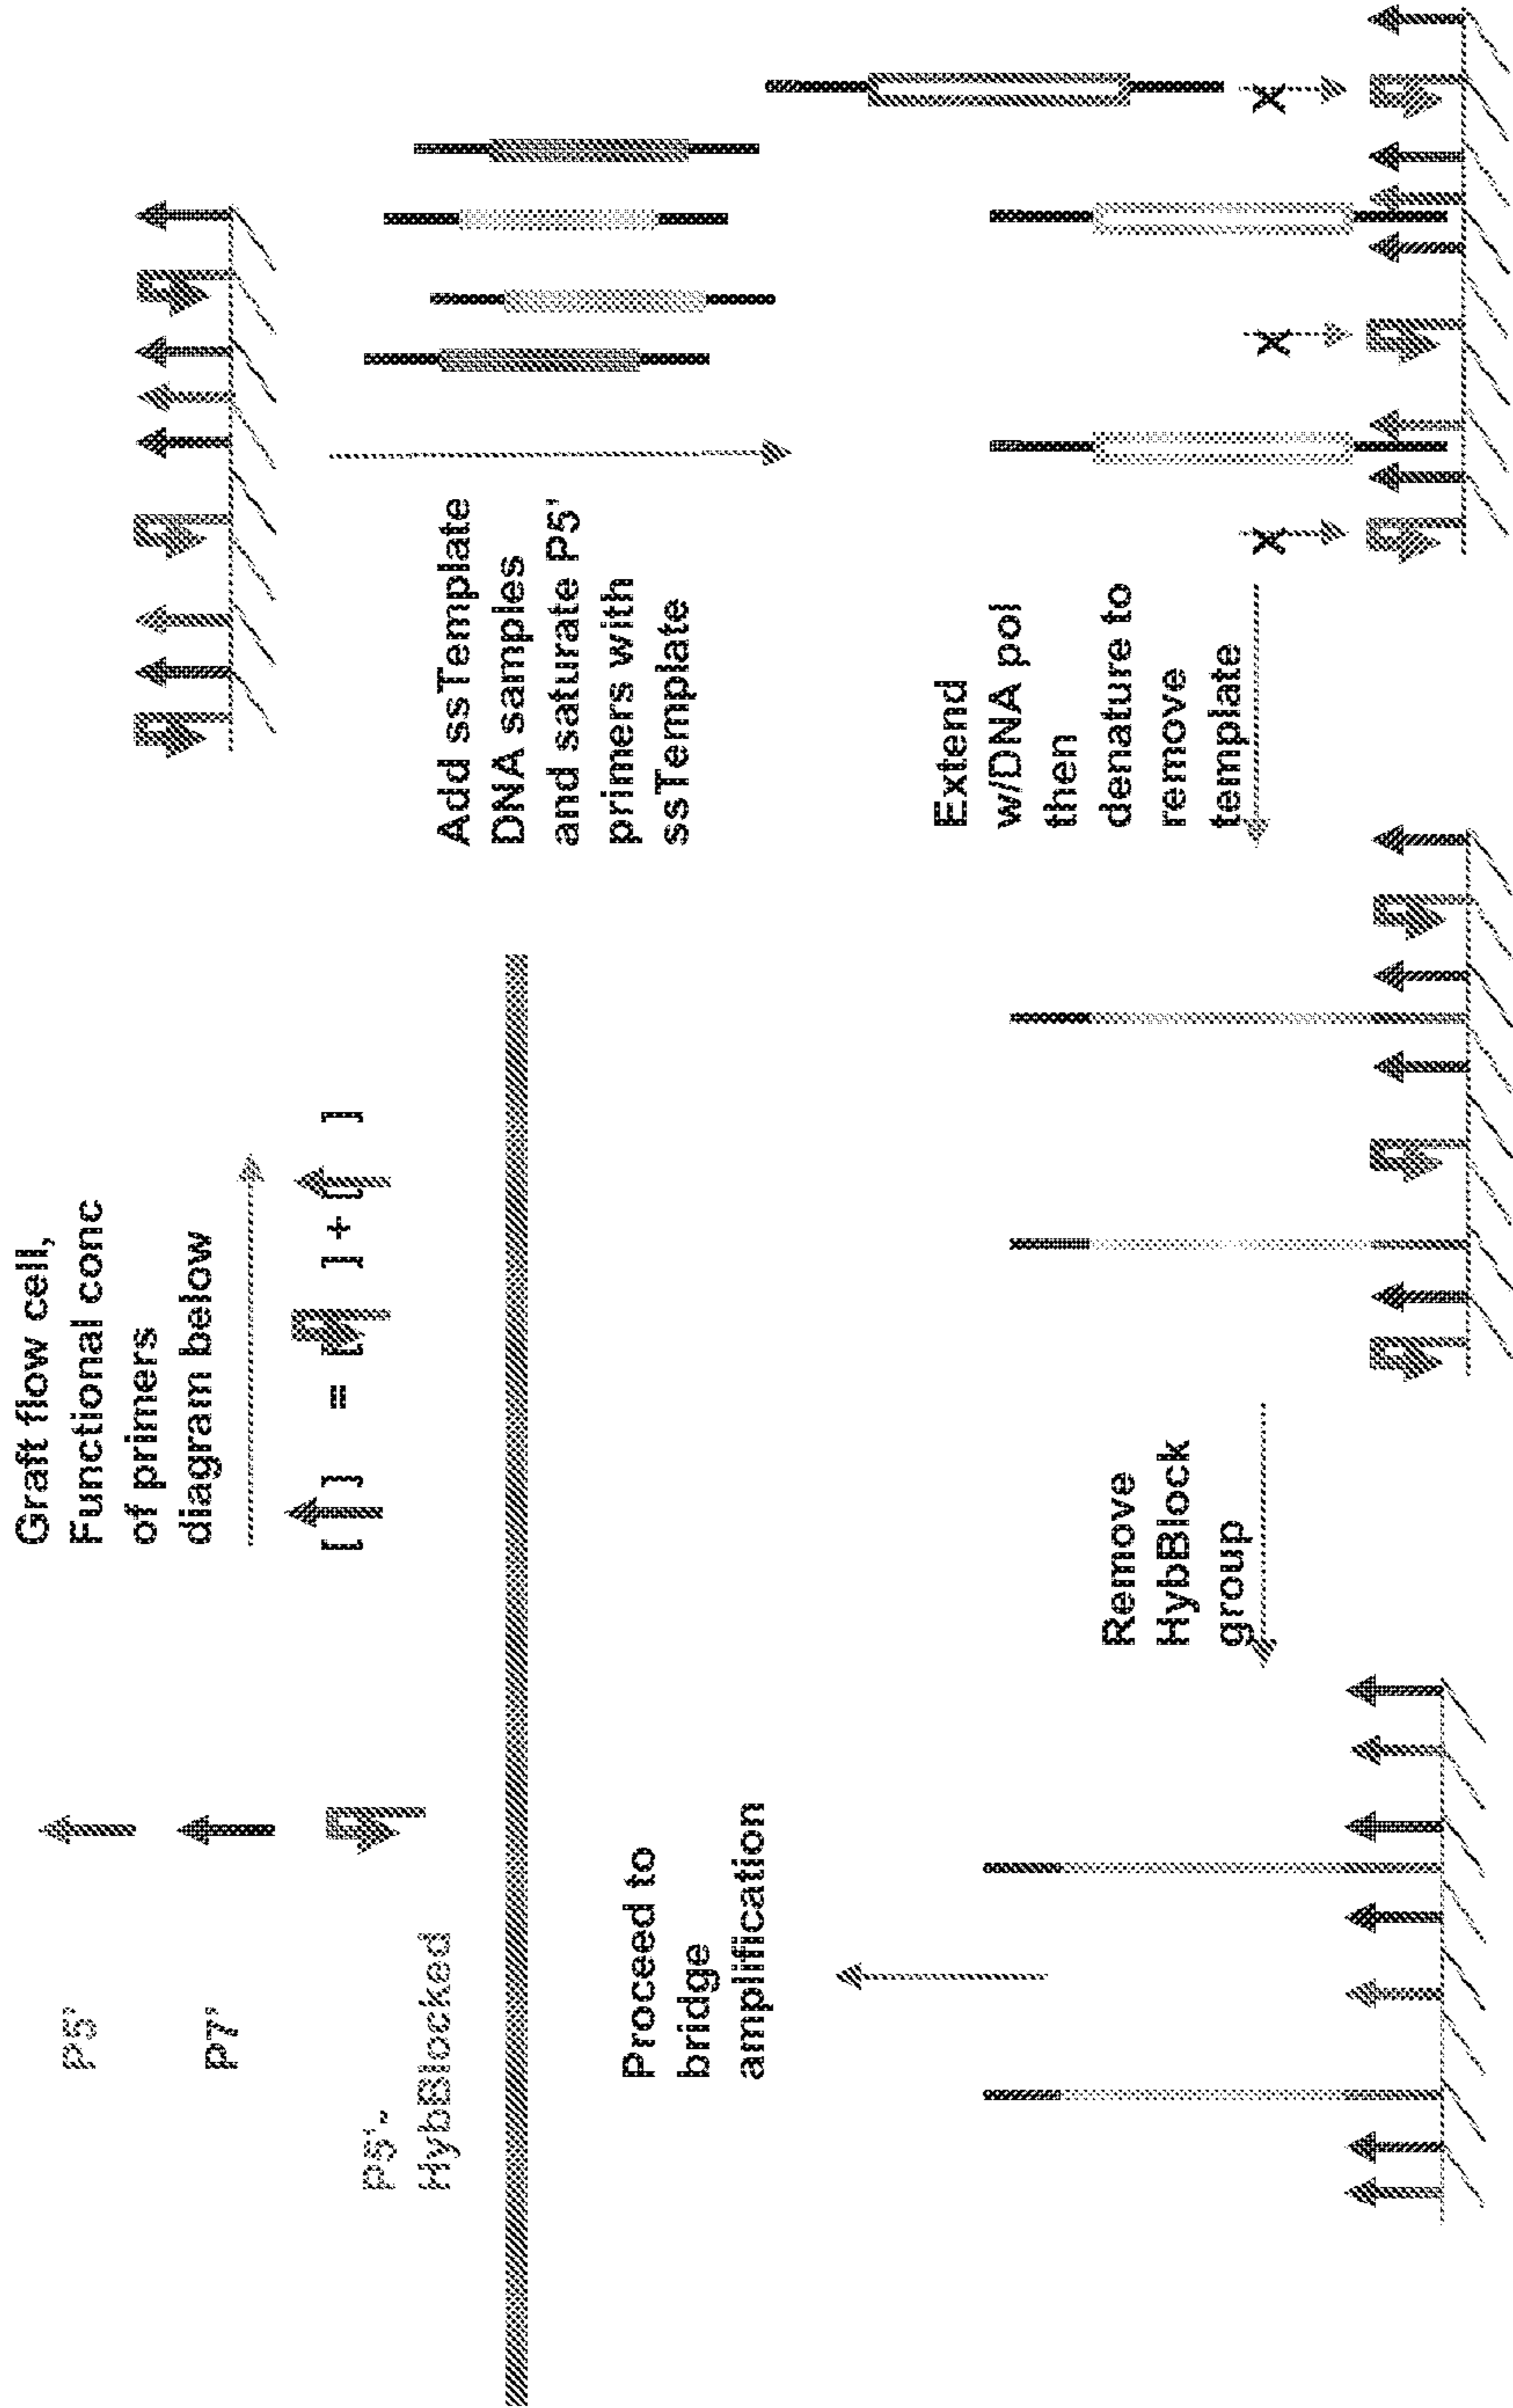 P5'
P7'
P5'-
HybBlocked
Graft flow cell,
Functional conc
of primers
diagram below
[ ] = [ ] + [ ]
Add ssTemplate
DNA samples
and saturate P5'
primers with
ssTemplate
X
X
X
Extend
w/DNA pol
then
denature to
remove
template
Remove
HybBlock
group
Proceed to
bridge
amplification